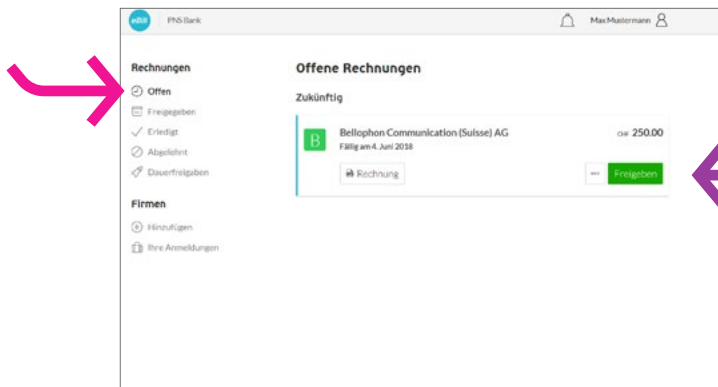 eBill PNS Bank
Max Mustermann
Rechnungen
Offen
Freigegeben
Erledigt
Abgelehnt
Dauerfreigaben
Firmen
Hinzufügen
Ihre Anmeldungen
Offene Rechnungen
Zukünftig
B
Bellophon Communication (Suisse) AG
CHF 250.00
Fällig am 4. Juni 2018
Rechnung
Freigeben